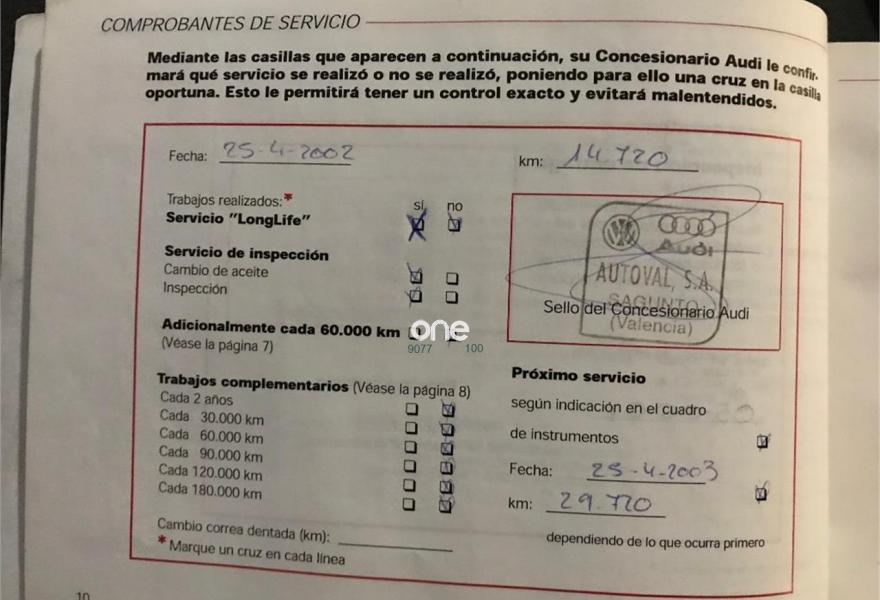 COMPROBANTES DE SERVICIO
Mediante las casillas que aparecen a continuación, su Concesionario Audi le confir-
mará qué servicio se realizó o no se realizó, poniendo para ello una cruz en la casilla
oportuna. Esto le permitirá tener un control exacto y evitará malentendidos.
Fecha: 25-4-2002
km: 14.720
Trabajos realizados:*
sí no
Servicio "LongLife"
Servicio de inspección
Cambio de aceite
Inspección
Adicionalmente cada 60.000 km
(Véase la página 7)
one
9077 100
Audi
AUTOVAL, S.A.
SAGUNTO
Sello del Concesionario Audi
(Valencia)
Trabajos complementarios (Véase la página 8)
Cada 2 años
Cada 30.000 km
Cada 60.000 km
Cada 90.000 km
Cada 120.000 km
Cada 180.000 km
Cambio correa dentada (km):
* Marque un cruz en cada línea
Próximo servicio
según indicación en el cuadro
de instrumentos
Fecha: 25-4-2003
km: 29.720
dependiendo de lo que ocurra primero
10